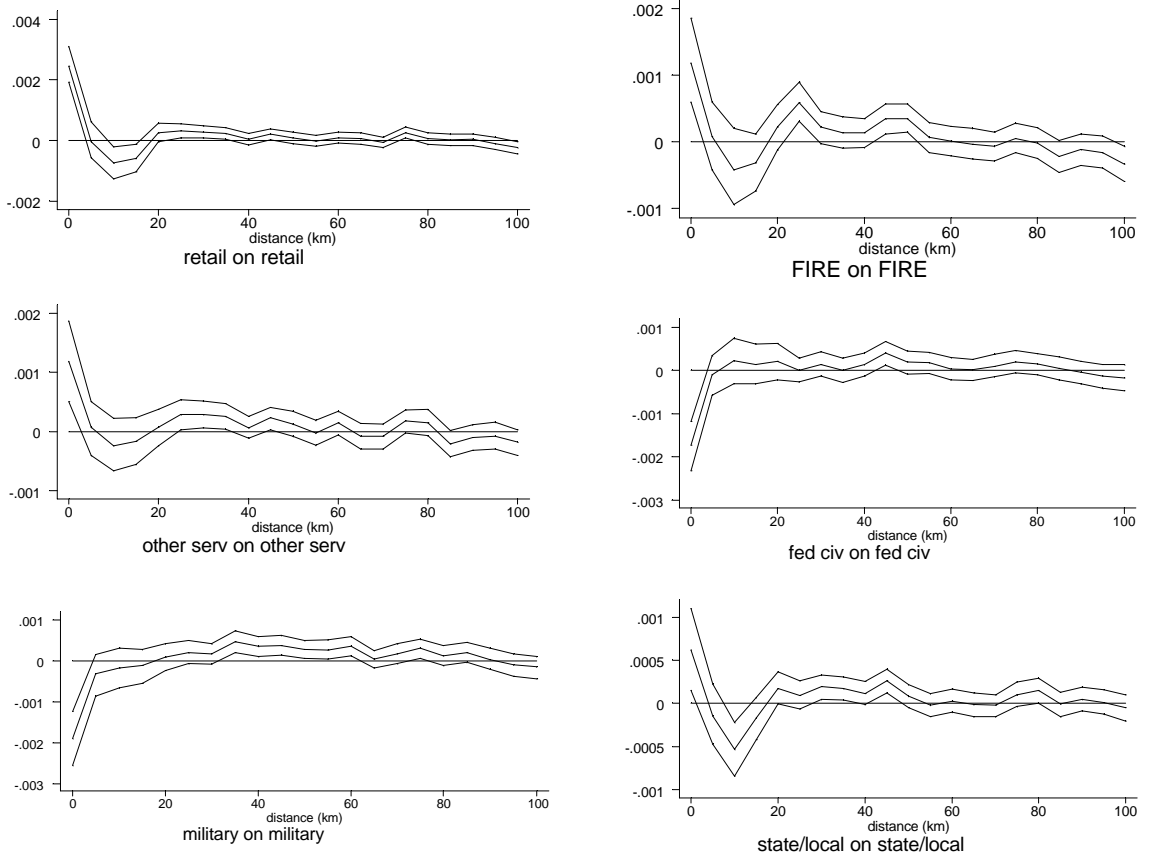 .004
.002
0
-.002
0 20 40 60 80 100
distance (km)
retail on retail
.002
.001
0
-.001
0 20 40 60 80 100
distance (km)
FIRE on FIRE
.002
.001
0
-.001
0 20 40 60 80 100
distance (km)
other serv on other serv
.001
0
-.001
-.002
-.003
0 20 40 60 80 100
distance (km)
fed civ on fed civ
.001
0
-.001
-.002
-.003
0 20 40 60 80 100
distance (km)
military on military
.001
.0005
0
-.0005
-.001
0 20 40 60 80 100
distance (km)
state/local on state/local